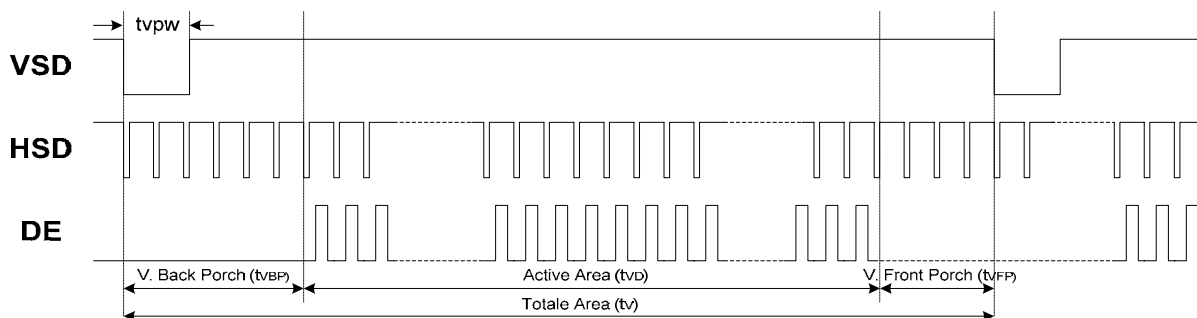 tvpw
VSD
HSD
DE
V. Back Porch (tVBP) Active Area (tVD) V. Front Porch (tVFP)
Totale Area (tV)